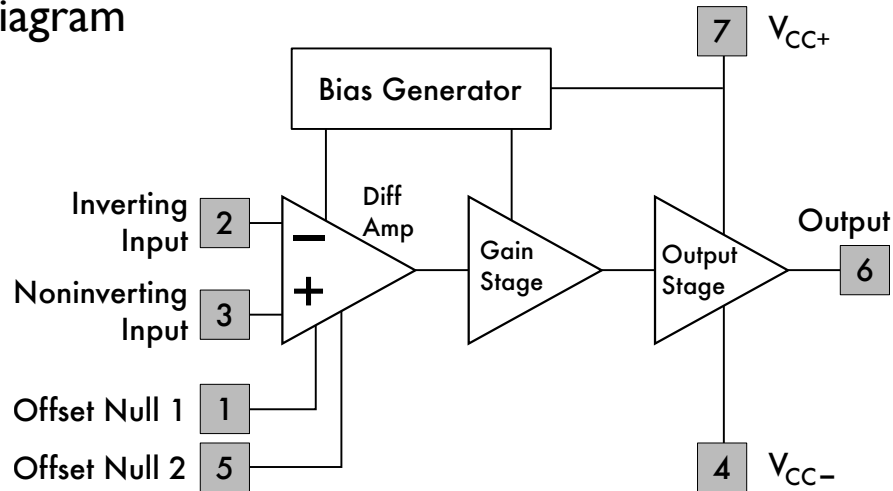 iagram
7 VCC+
Bias Generator
Inverting
Input
2
−
Diff
Amp
Gain
Stage
Output
Stage
Output
6
Noninverting
Input
3
+
Offset Null 1 1
Offset Null 2 5
4 VCC−